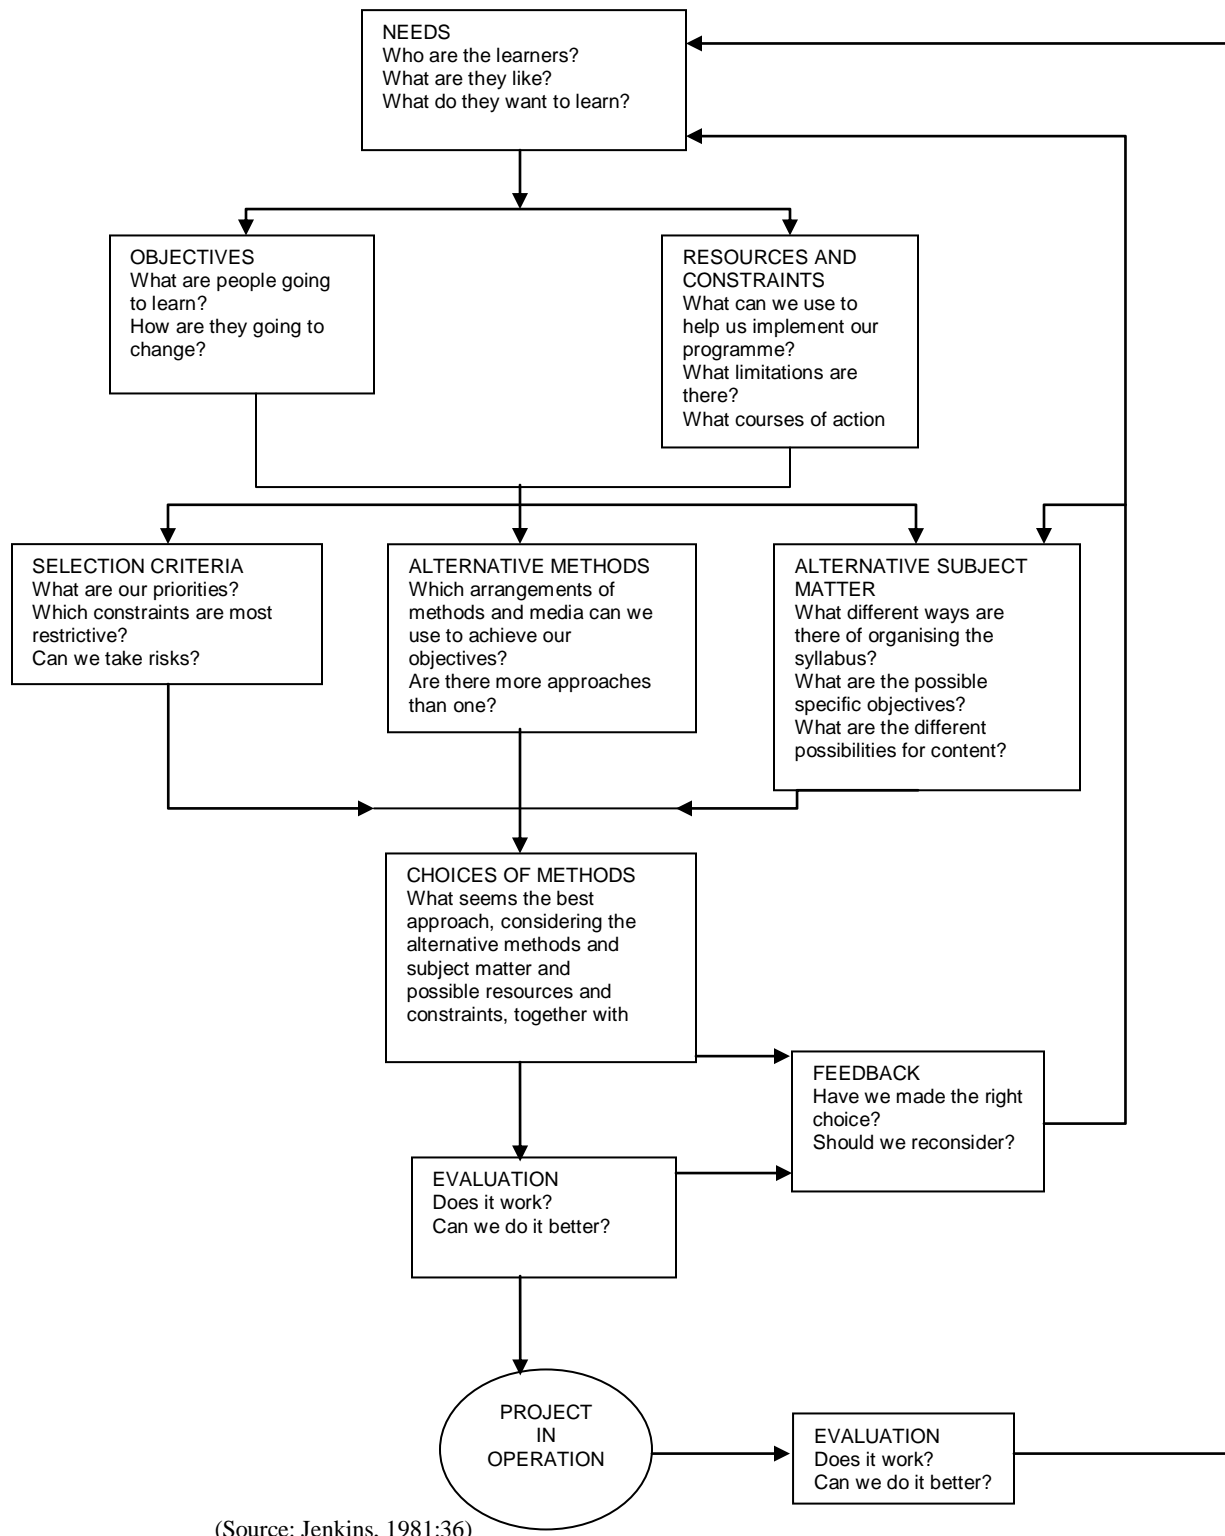 NEEDS
Who are the learners?
What are they like?
What do they want to learn?
OBJECTIVES
What are people going
to learn?
How are they going to
change?
RESOURCES AND
CONSTRAINTS
What can we use to
help us implement our
programme?
What limitations are
there?
What courses of action
SELECTION CRITERIA
What are our priorities?
Which constraints are most
restrictive?
Can we take risks?
ALTERNATIVE METHODS
Which arrangements of
methods and media can we
use to achieve our
objectives?
Are there more approaches
than one?
ALTERNATIVE SUBJECT
MATTER
What different ways are
there of organising the
syllabus?
What are the possible
specific objectives?
What are the different
possibilities for content?
CHOICES OF METHODS
What seems the best
approach, considering the
alternative methods and
subject matter and
possible resources and
constraints, together with
FEEDBACK
Have we made the right
choice?
Should we reconsider?
EVALUATION
Does it work?
Can we do it better?
PROJECT
IN
OPERATION
EVALUATION
Does it work?
Can we do it better?
(Source: Jenkins, 1981:36)